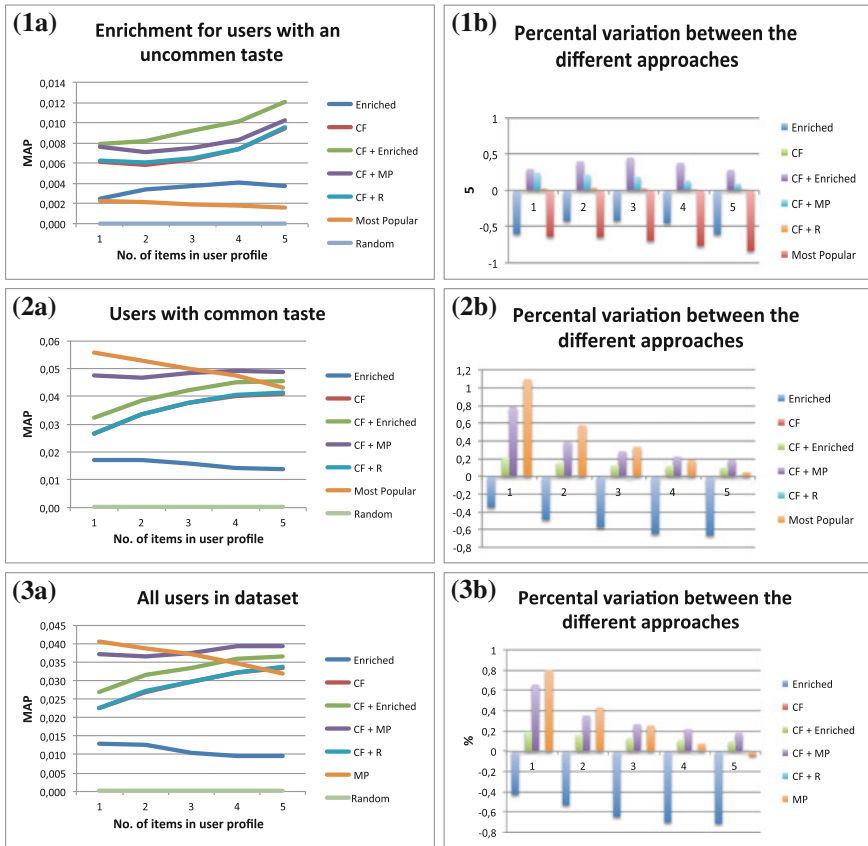 (1a)
Enrichment for users with an
uncommen taste
0,014
0,012
0,010
0,008
0,006
0,004
0,002
0,000
MAP
1 2 3 4 5
No. of items in user profile
Enriched
CF
CF + Enriched
CF + MP
CF + R
Most Popular
Random
(1b)
Percental variation between the
different approaches
1
0,5
0
-0,5
-1
5
1 2 3 4 5
Enriched
CF
CF + Enriched
CF + MP
CF + R
Most Popular
(2a)
Users with common taste
0,06
0,05
0,04
0,03
0,02
0,01
0,00
MAP
1 2 3 4 5
No. of items in user profile
Enriched
CF
CF + Enriched
CF + MP
CF + R
Most Popular
Random
(2b)
Percental variation between the
different approaches
1,2
1
0,8
0,6
0,4
0,2
0
-0,2
-0,4
-0,6
-0,8
1 2 3 4 5
Enriched
CF
CF + Enriched
CF + MP
CF + R
Most Popular
(3a)
All users in dataset
0,045
0,040
0,035
0,030
0,025
0,020
0,015
0,010
0,005
0,000
MAP
1 2 3 4 5
No. of items in user profile
Enriched
CF
CF + Enriched
CF + MP
CF + R
MP
Random
(3b)
Percental variation between the
different approaches
1
0,8
0,6
0,4
0,2
0
-0,2
-0,4
-0,6
-0,8
%
1 2 3 4 5
Enriched
CF
CF + Enriched
CF + MP
CF + R
MP